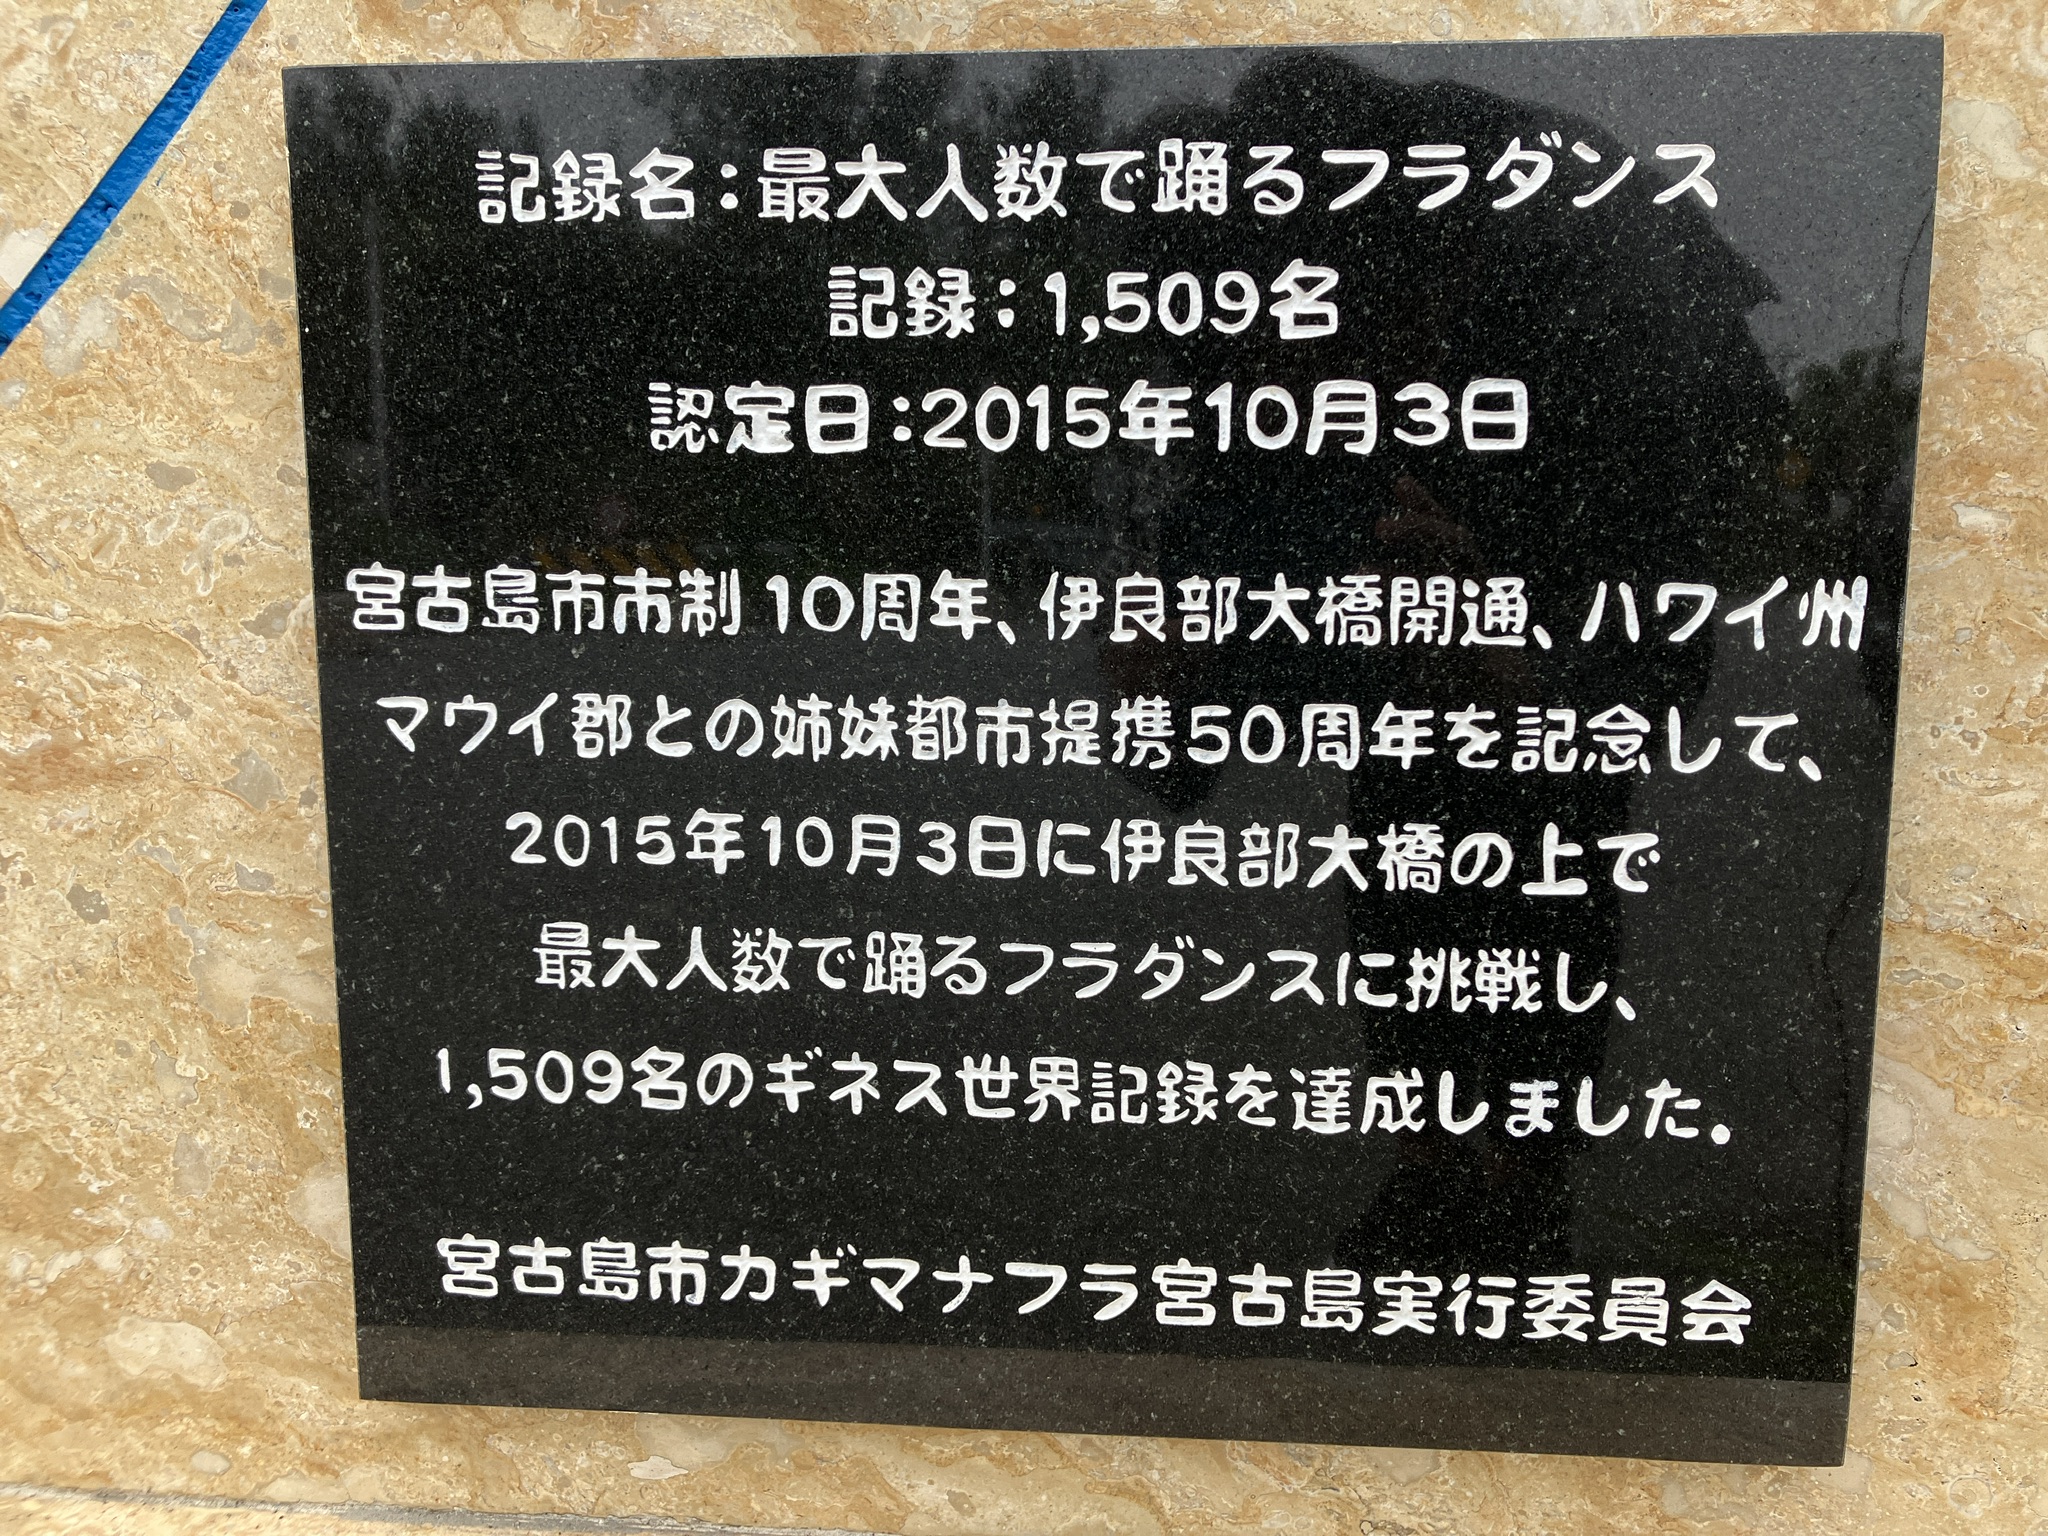 記録名：最大人数で踊るフラダンス
記録：1,509名
認定日：2015年10月3日
宮古島市市制10周年、伊良部大橋開通、ハワイ州
マウイ郡との姉妹都市提携50周年を記念して、
2015年10月3日に伊良部大橋の上で
最大人数で踊るフラダンスに挑戦し、
1,509名のギネス世界記録を達成しました。
宮古島市カギマナフラ宮古島実行委員会